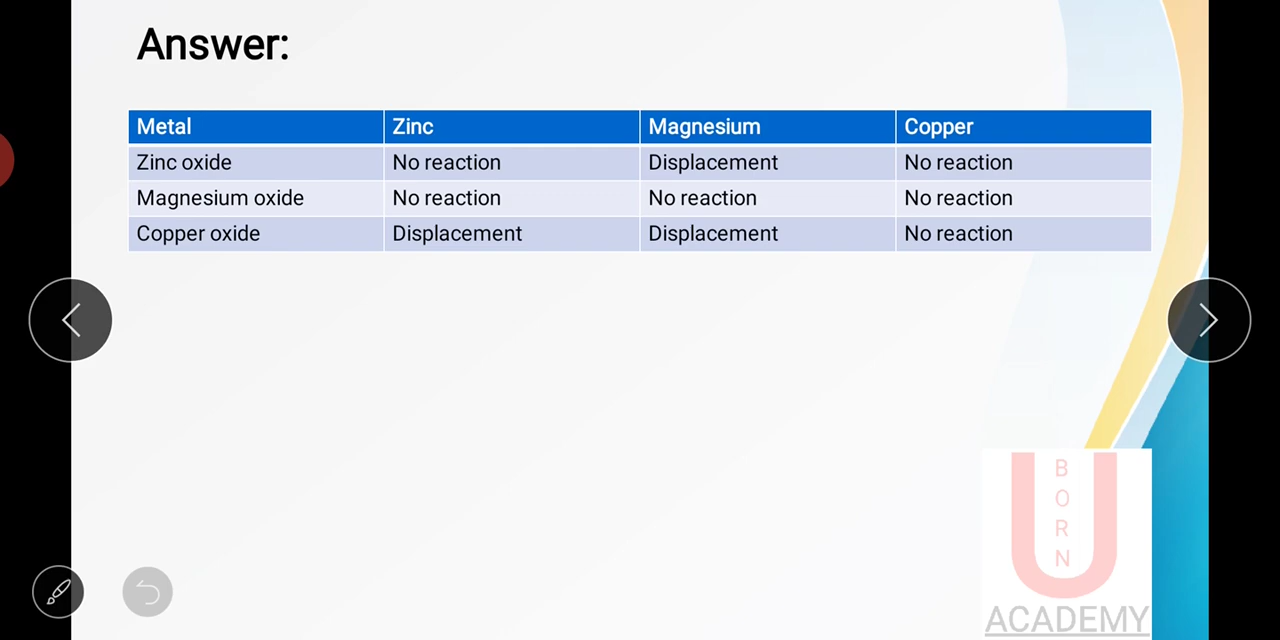 Answer:
Metal Zinc Magnesium Copper
Zinc oxide No reaction Displacement No reaction
Magnesium oxide No reaction No reaction No reaction
Copper oxide Displacement Displacement No reaction
U
B
O
R
N
ACADEMY